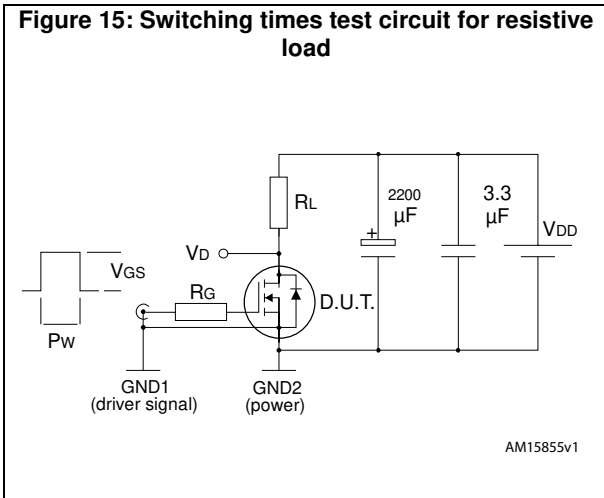 Figure 15: Switching times test circuit for resistive
load
RL
2200
μF
+
3.3
μF
VDD
VD
VGS
RG
D.U.T.
PW
GND1
(driver signal)
GND2
(power)
AM15855v1